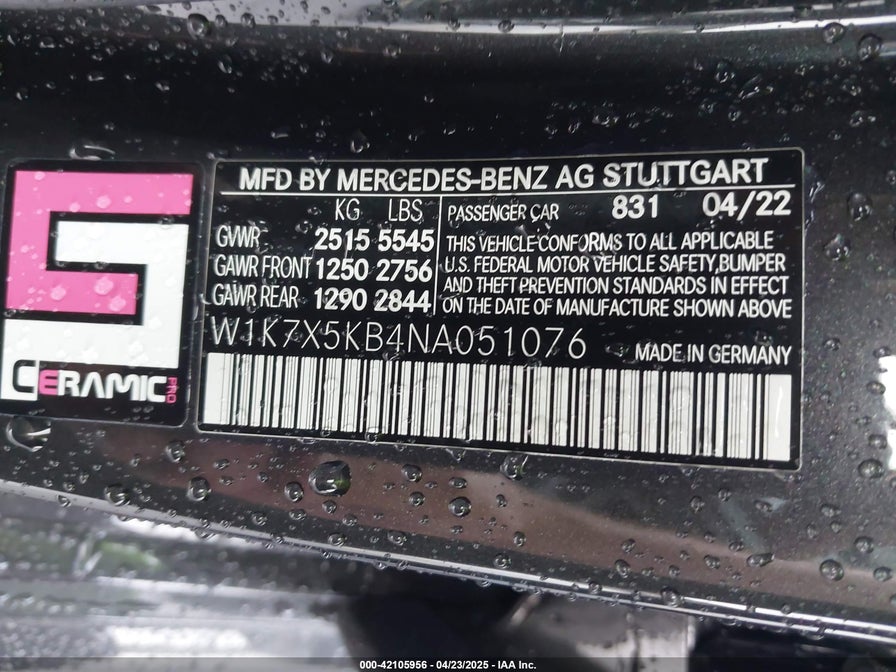 MFD BY MERCEDES-BENZ AG STUTTGART
KG LBS
GVWR 2515 5545
GAWR FRONT 1250 2756
GAWR REAR 1290 2844
PASSENGER CAR 831 04/22
THIS VEHICLE CONFORMS TO ALL APPLICABLE
U.S. FEDERAL MOTOR VEHICLE SAFETY, BUMPER
AND THEFT PREVENTION STANDARDS IN EFFECT
ON THE DATE OF MANUFACTURE SHOWN ABOVE
W1K7X5KB4NA051076 MADE IN GERMANY
CERAMIC PRO
000-42105956 - 04/23/2025 - IAA Inc.